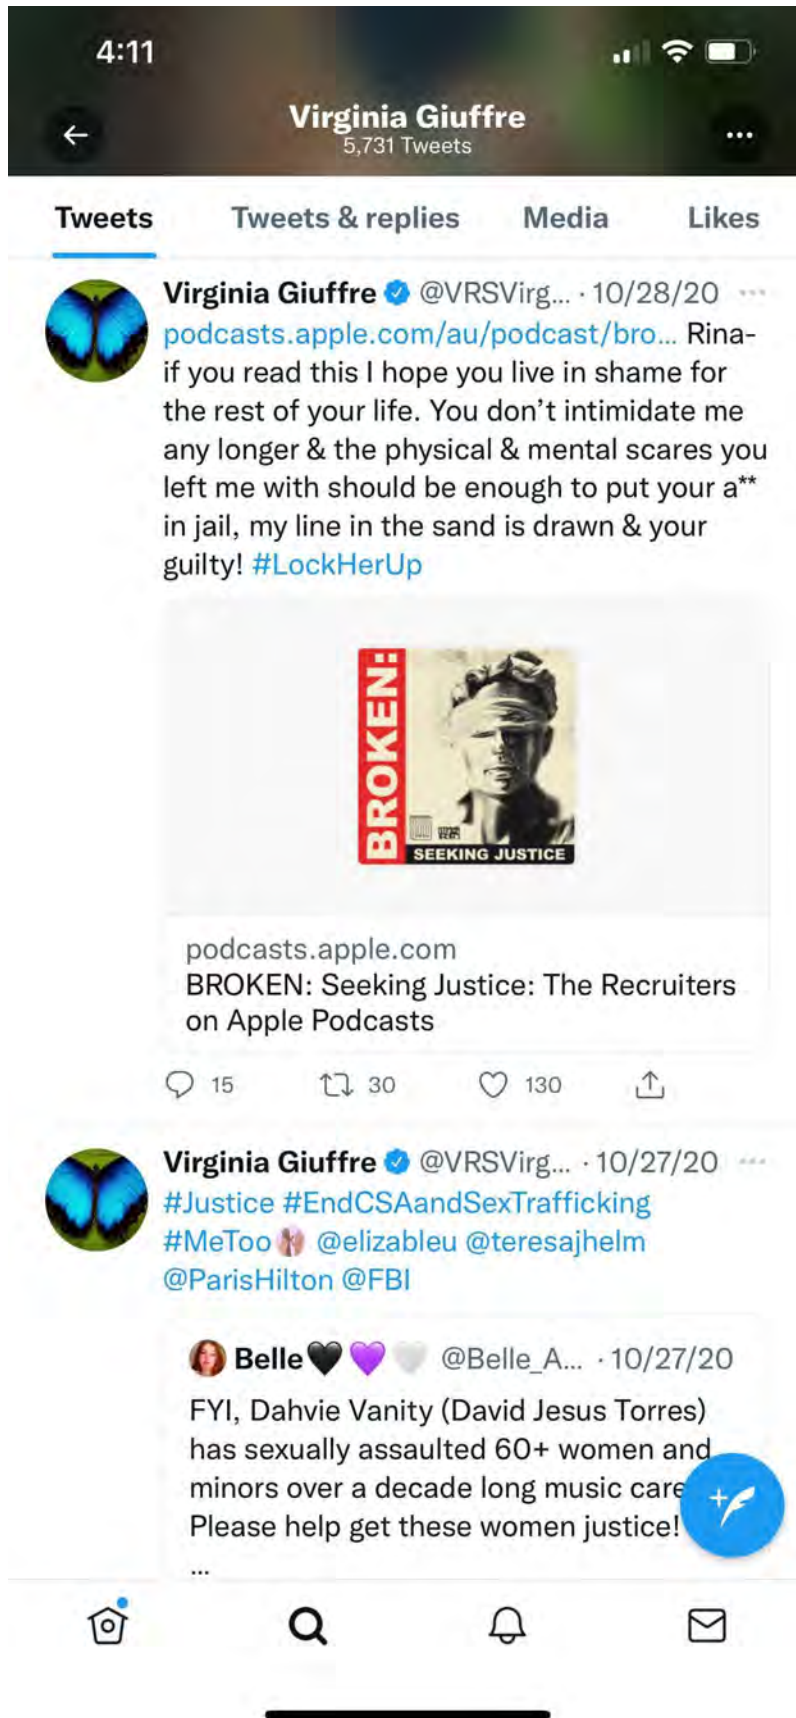 4:11
Virginia Giuffre
5,731 Tweets
Tweets Tweets & replies Media Likes
Virginia Giuffre @VRSVirg... · 10/28/20
podcasts.apple.com/au/podcast/bro... Rina-
if you read this I hope you live in shame for
the rest of your life. You don't intimidate me
any longer & the physical & mental scares you
left me with should be enough to put your a**
in jail, my line in the sand is drawn & your
guilty! #LockHerUp
BROKEN:
SEEKING JUSTICE
podcasts.apple.com
BROKEN: Seeking Justice: The Recruiters
on Apple Podcasts
15 30 130
Virginia Giuffre @VRSVirg... · 10/27/20
#Justice #EndCSAandSexTrafficking
#MeToo @elizableu @teresajhelm
@ParisHilton @FBI
Belle🖤💜🤍 @Belle_A... · 10/27/20
FYI, Dahvie Vanity (David Jesus Torres)
has sexually assaulted 60+ women and
minors over a decade long music care
Please help get these women justice!
...